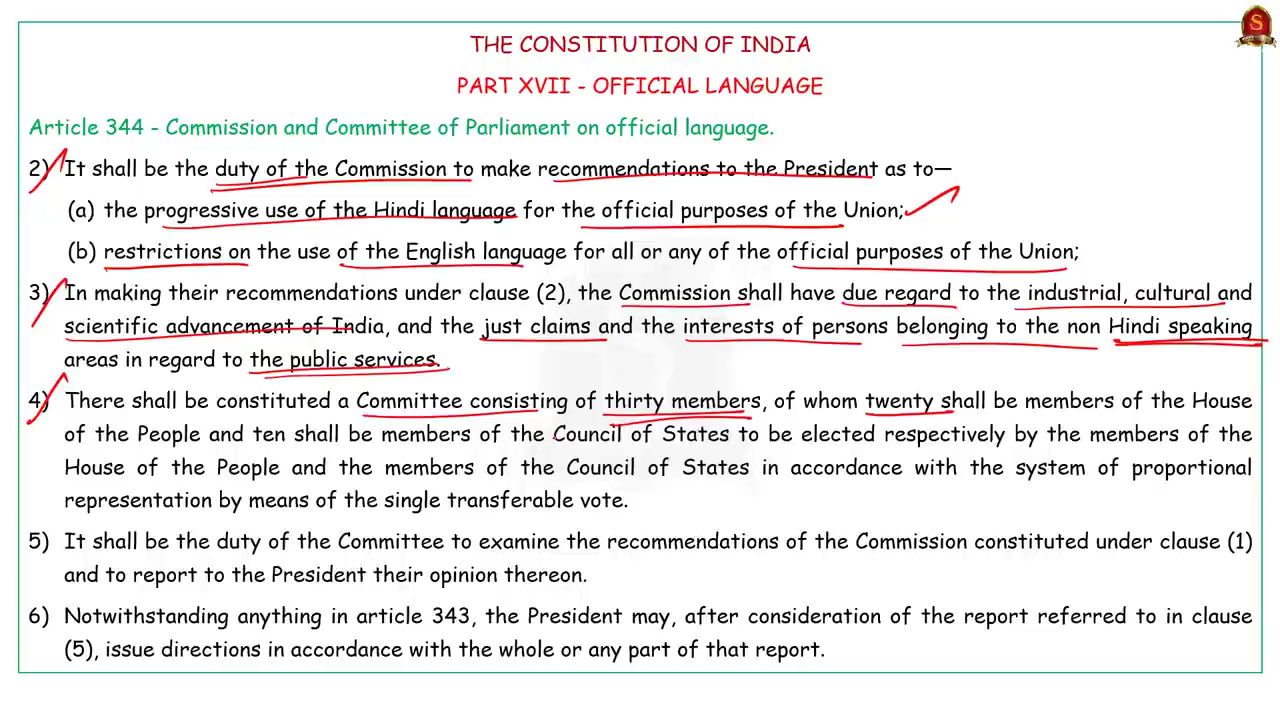 THE CONSTITUTION OF INDIA
PART XVII - OFFICIAL LANGUAGE
Article 344 - Commission and Committee of Parliament on official language.
2) It shall be the duty of the Commission to make recommendations to the President as to—
(a) the progressive use of the Hindi language for the official purposes of the Union;
(b) restrictions on the use of the English language for all or any of the official purposes of the Union;
3) In making their recommendations under clause (2), the Commission shall have due regard to the industrial, cultural and
scientific advancement of India, and the just claims and the interests of persons belonging to the non Hindi speaking
areas in regard to the public services.
4) There shall be constituted a Committee consisting of thirty members, of whom twenty shall be members of the House
of the People and ten shall be members of the Council of States to be elected respectively by the members of the
House of the People and the members of the Council of States in accordance with the system of proportional
representation by means of the single transferable vote.
5) It shall be the duty of the Committee to examine the recommendations of the Commission constituted under clause (1)
and to report to the President their opinion thereon.
6) Notwithstanding anything in article 343, the President may, after consideration of the report referred to in clause
(5), issue directions in accordance with the whole or any part of that report.
S